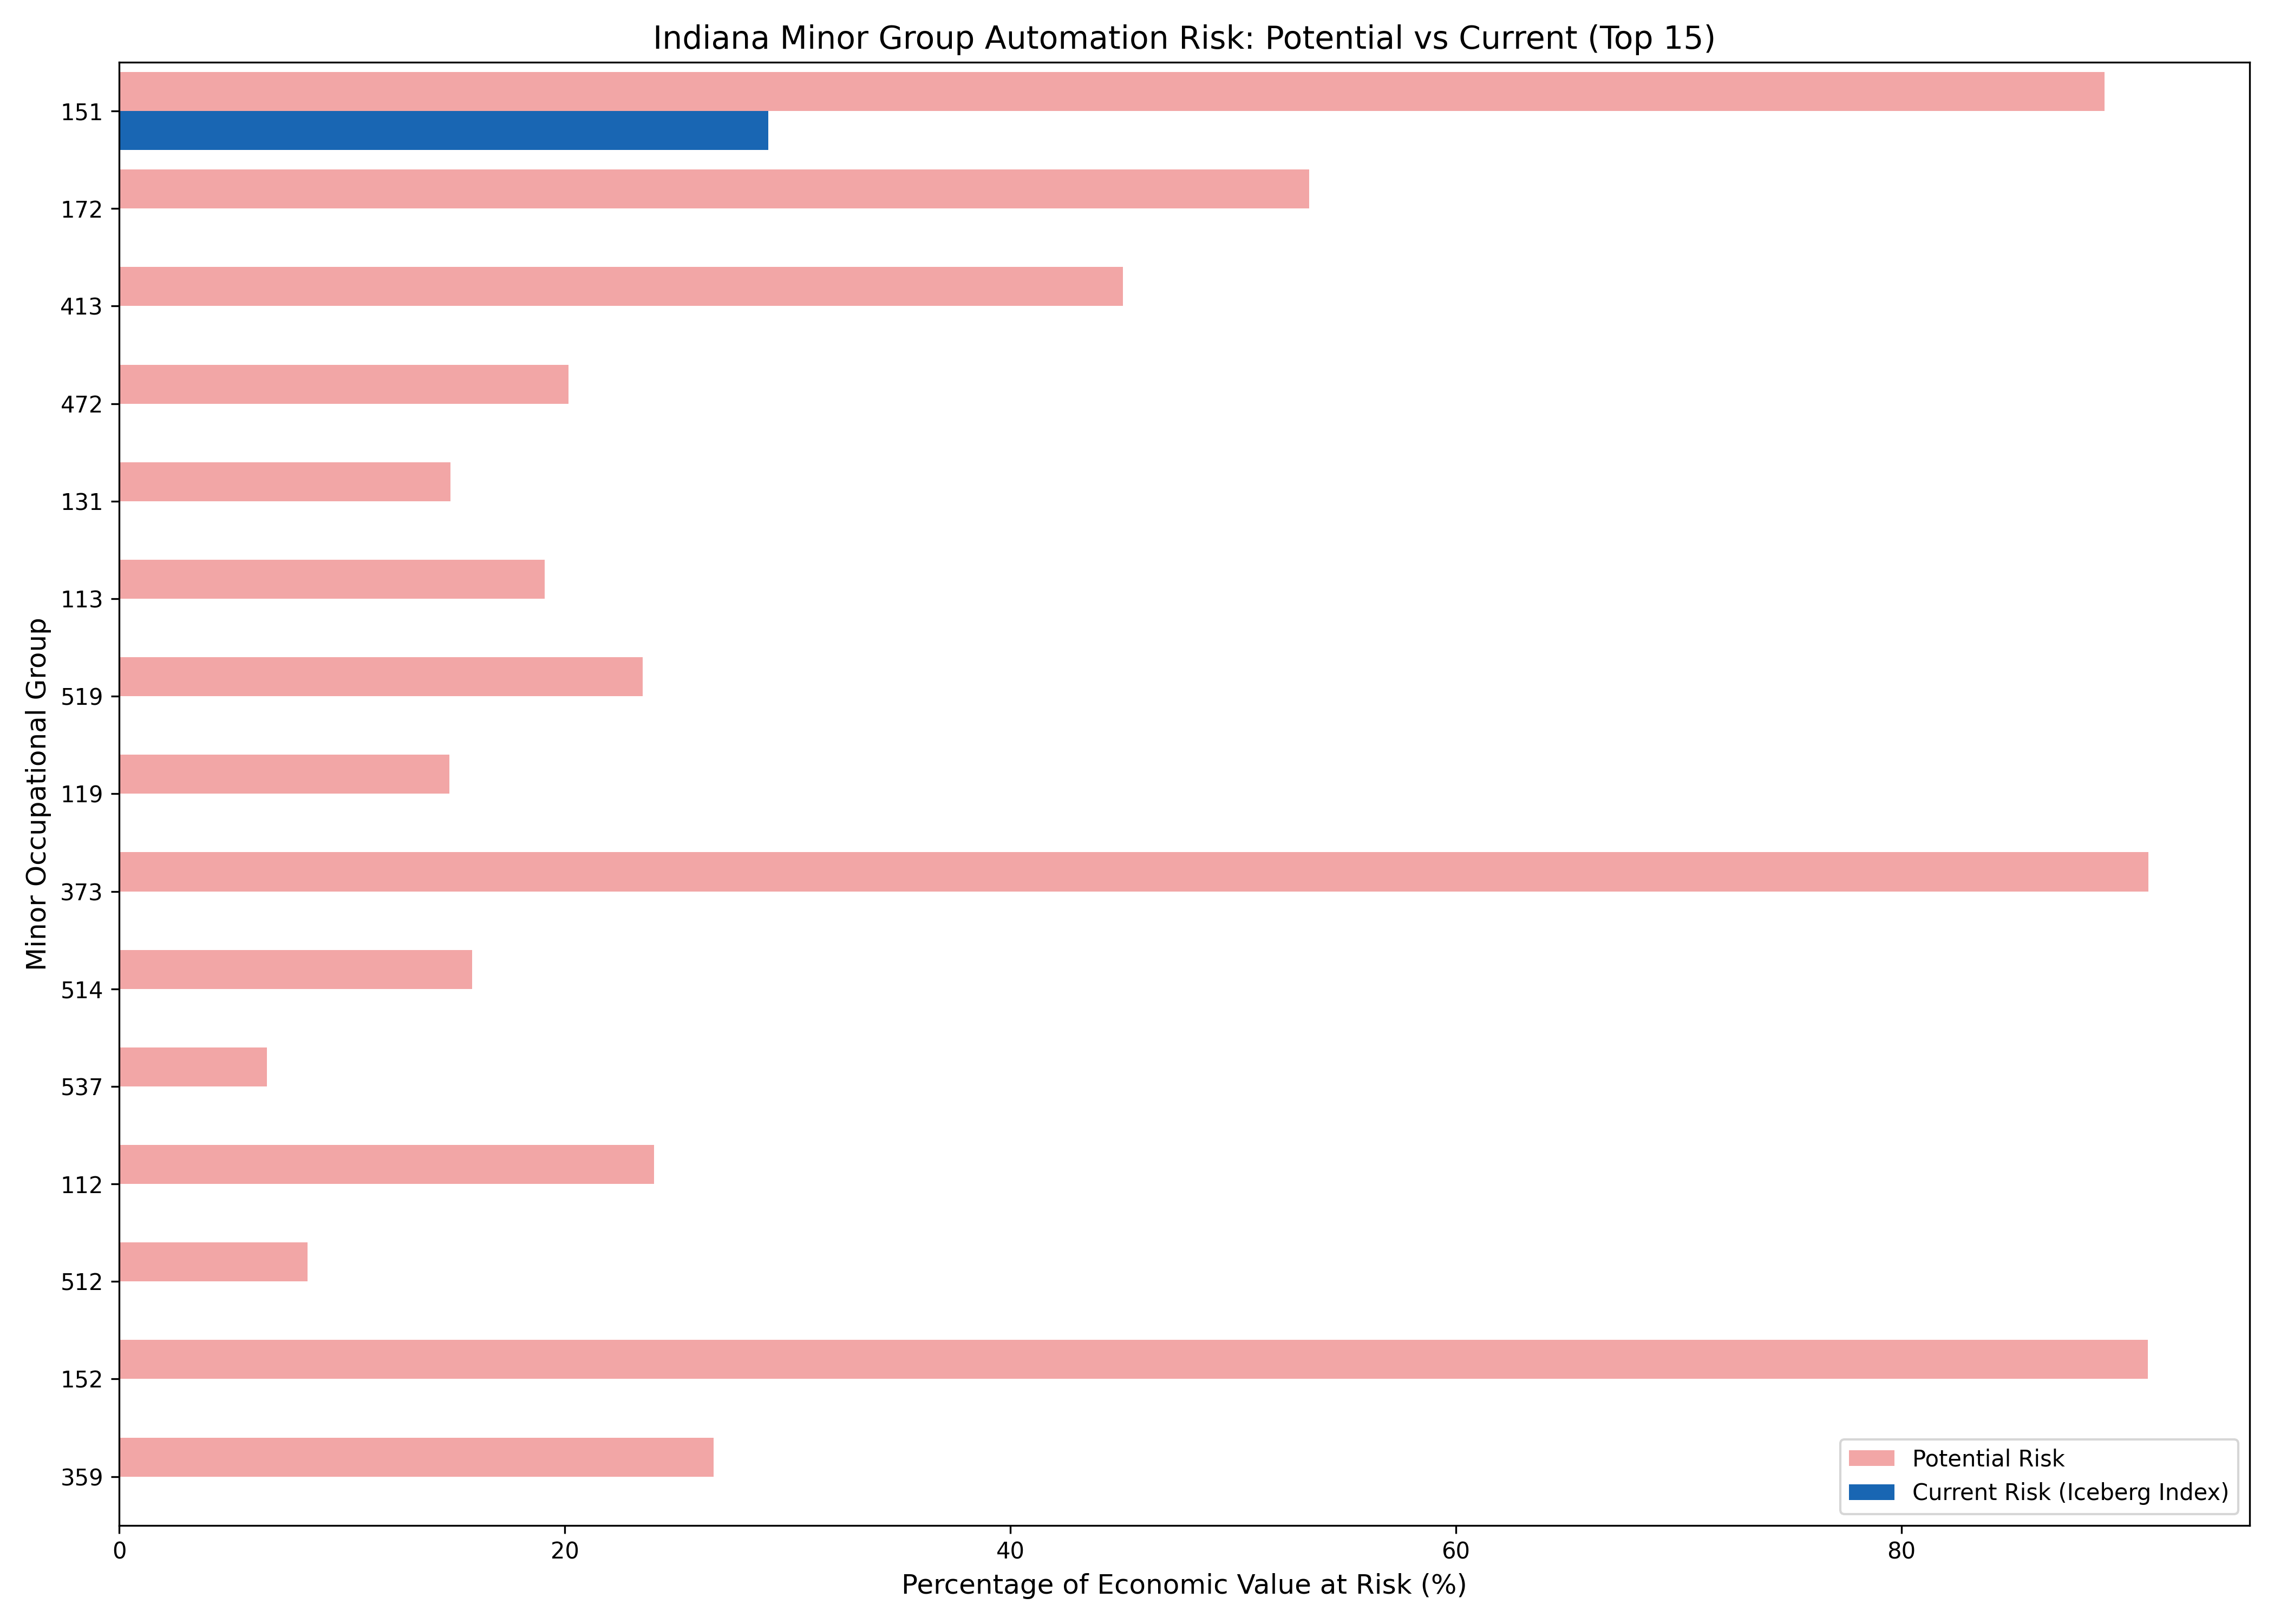 Indiana Minor Group Automation Risk: Potential vs Current (Top 15)
Minor Occupational Group
151
172
413
472
131
113
519
119
373
514
537
112
512
152
359
Potential Risk
Current Risk (Iceberg Index)
0 20 40 60 80
Percentage of Economic Value at Risk (%)